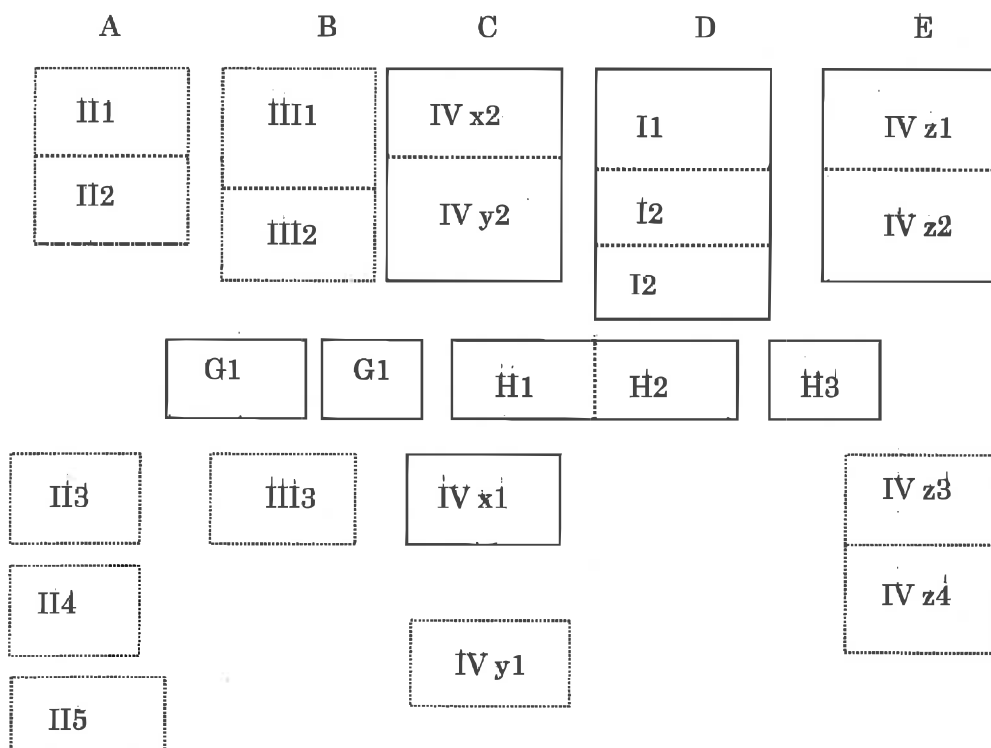 A B C D E
II1 III1 IV x2 I1 IV z1
II2 III2 IV y2 I2 IV z2
I2
G1 G1 H1 H2 H3
II3 III3 IV x1 IV z3
II4 IV z4
IV y1
II5